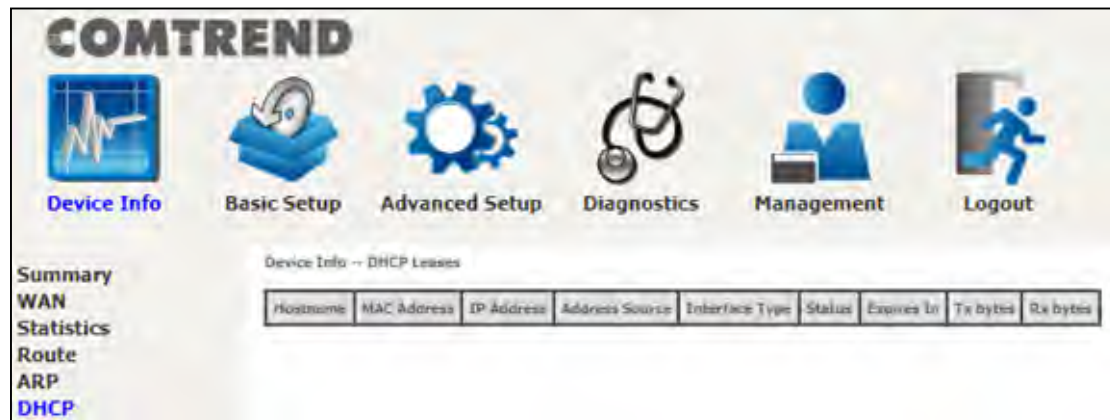 COMTREND
Device Info Basic Setup Advanced Setup Diagnostics Management Logout
Summary
WAN
Statistics
Route
ARP
DHCP
Device Info -- DHCP Leases
Hostname MAC Address IP Address Address Source Interface Type Status Expires In Tx bytes Rx bytes